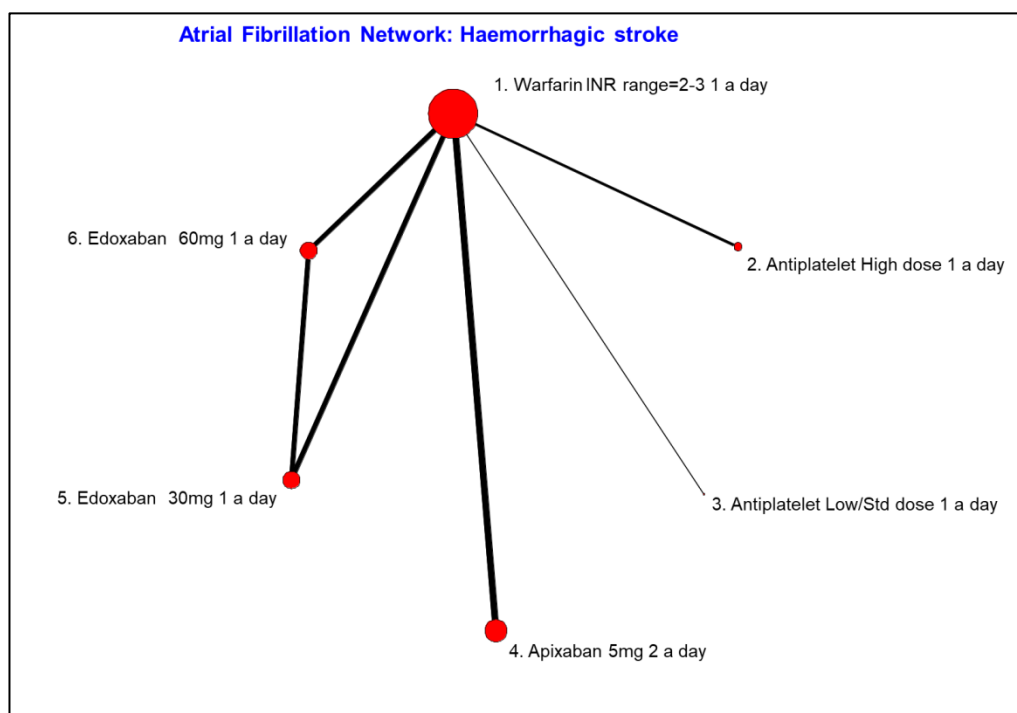 Atrial Fibrillation Network: Haemorrhagic stroke
1. Warfarin INR range=2-3 1 a day
6. Edoxaban 60mg 1 a day
2. Antiplatelet High dose 1 a day
5. Edoxaban 30mg 1 a day
3. Antiplatelet Low/Std dose 1 a day
4. Apixaban 5mg 2 a day